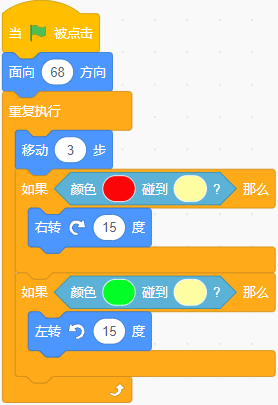 当 被点击
面向 68 方向
重复执行
移动 3 步
如果 颜色 碰到 ? 那么
右转 15 度
如果 颜色 碰到 ? 那么
左转 15 度